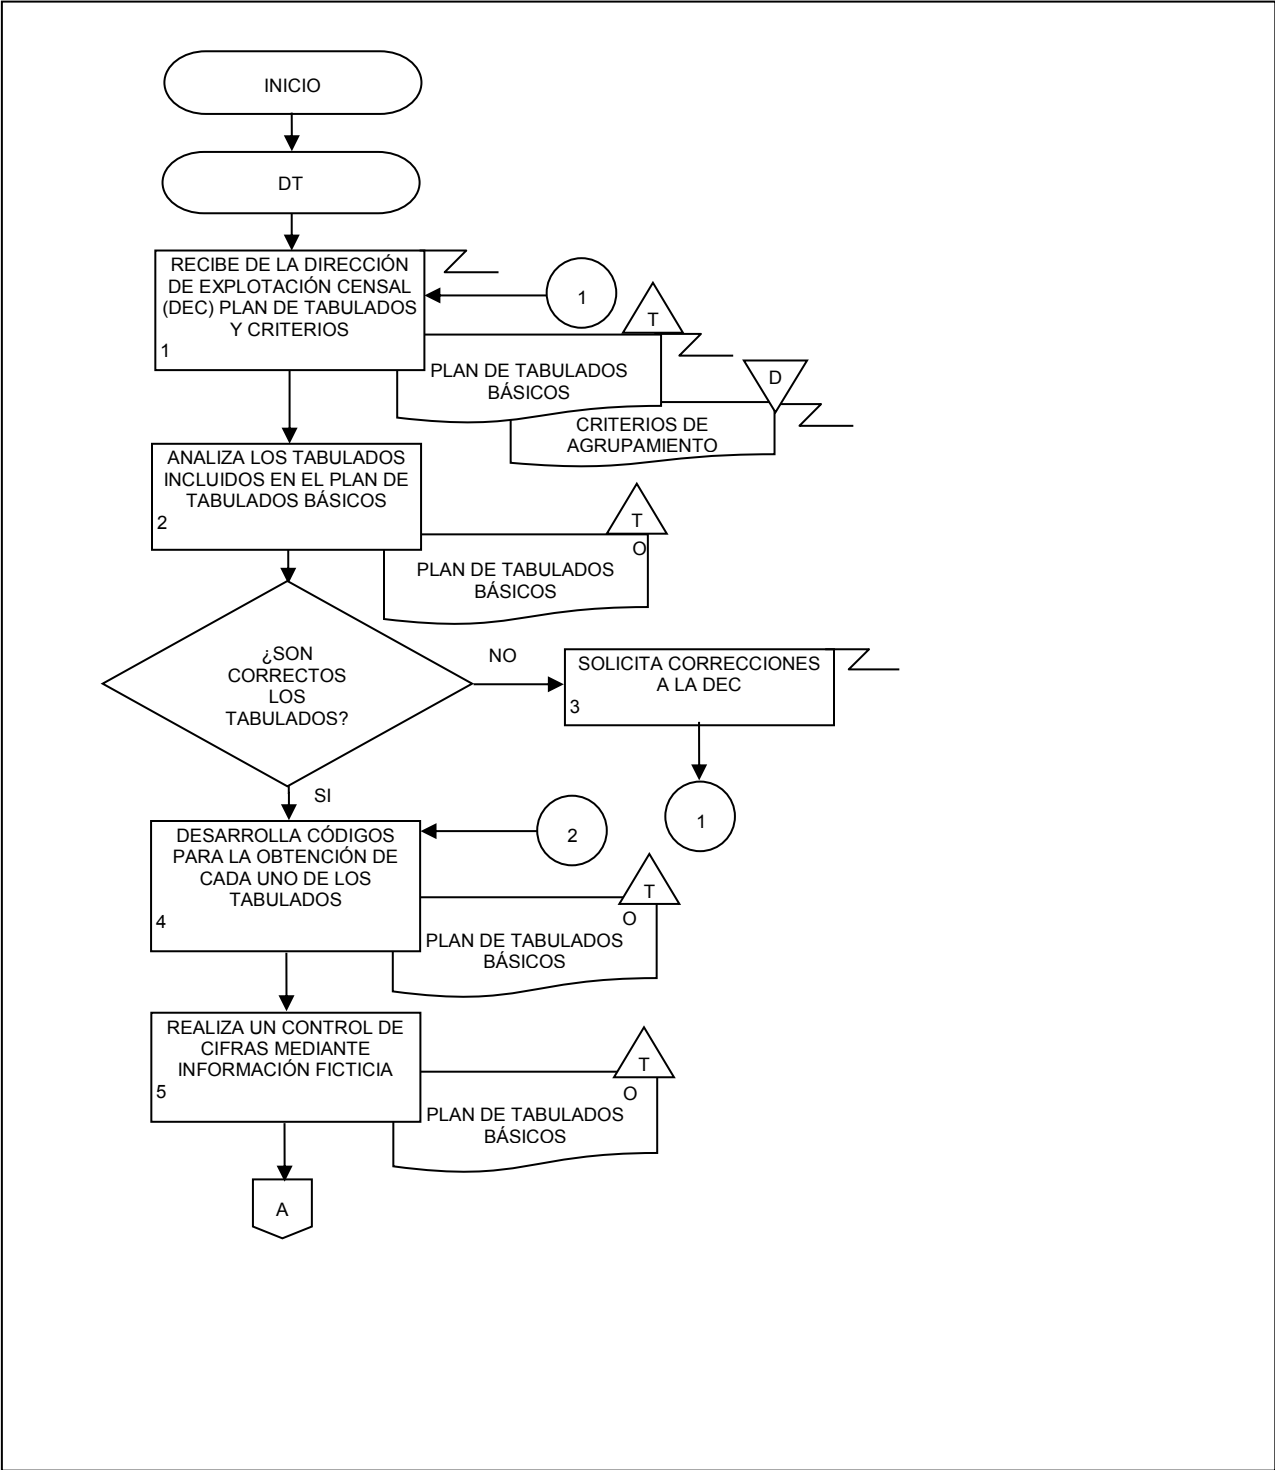 INICIO
DT
RECIBE DE LA DIRECCIÓN
DE EXPLOTACIÓN CENSAL
(DEC) PLAN DE TABULADOS
Y CRITERIOS
1
1
T
PLAN DE TABULADOS
BÁSICOS
D
CRITERIOS DE
AGRUPAMIENTO
ANALIZA LOS TABULADOS
INCLUIDOS EN EL PLAN DE
TABULADOS BÁSICOS
2
T
O
PLAN DE TABULADOS
BÁSICOS
¿SON
CORRECTOS
LOS
TABULADOS?
NO
SOLICITA CORRECCIONES
A LA DEC
3
1
SI
DESARROLLA CÓDIGOS
PARA LA OBTENCIÓN DE
CADA UNO DE LOS
TABULADOS
4
2
T
O
PLAN DE TABULADOS
BÁSICOS
REALIZA UN CONTROL DE
CIFRAS MEDIANTE
INFORMACIÓN FICTICIA
5
T
O
PLAN DE TABULADOS
BÁSICOS
A